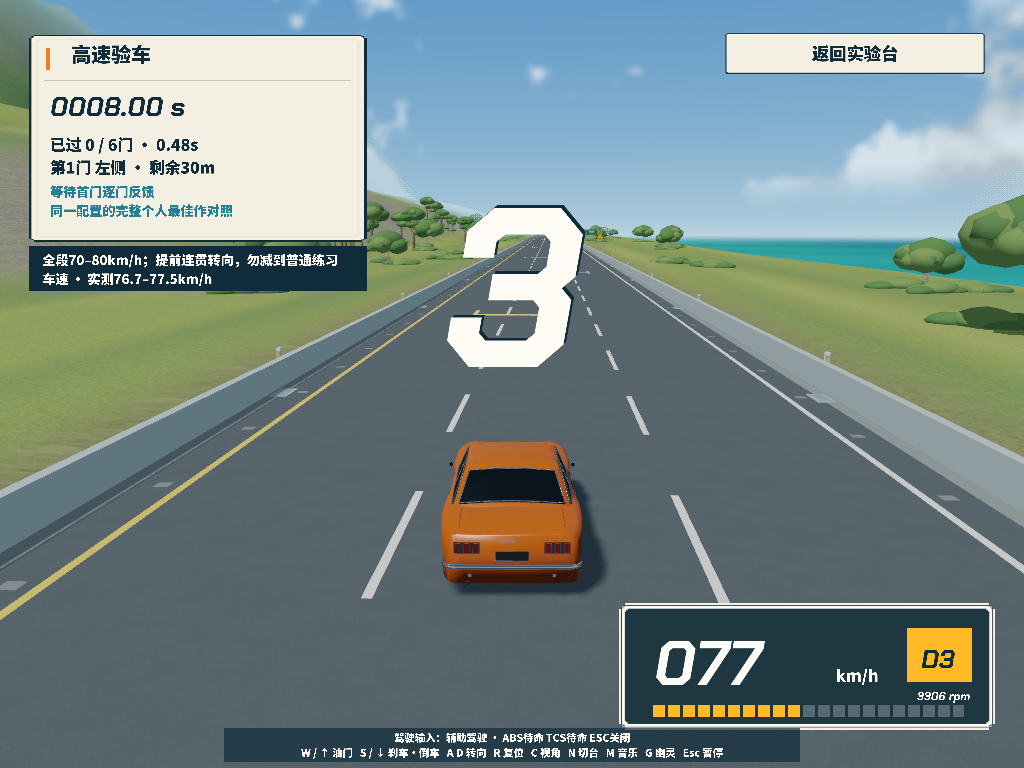 高速验车
0008.00 s
已过 0 / 6门 • 0.48s
第1门 左侧 • 剩余30m
等待首门逐门反馈
同一配置的完整个人最佳作对照
全段70-80km/h；提前连贯转向，勿减到普通练习
车速 • 实测76.7-77.5km/h
返回实验台
3
077 km/h
D3
9906 rpm
驾驶输入：辅助驾驶 • ABS待命 TCS待命 ESC关闭
W / ↑ 油门 S / ↓ 刹车·倒车 A D 转向 R 复位 C 视角 N 切台 M 音乐 G 幽灵 Esc 暂停